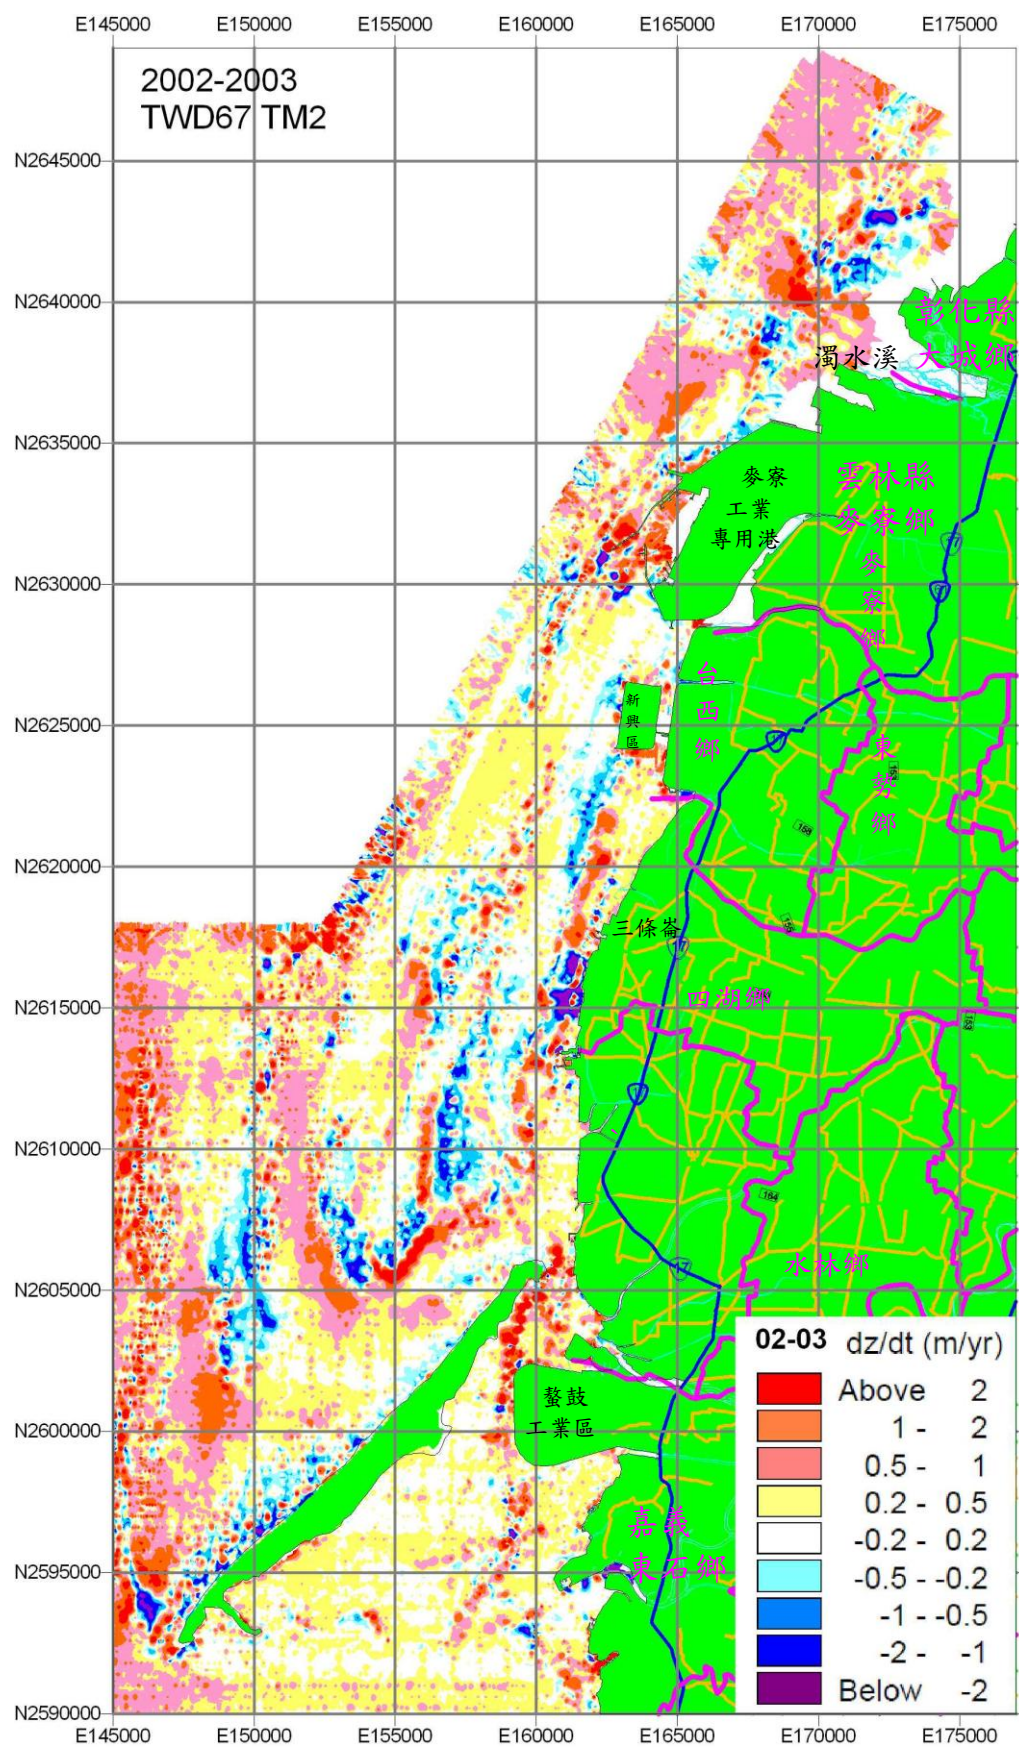 E145000 E150000 E155000 E160000 E165000 E170000 E175000
2002-2003
TWD67 TM2
N2645000
N2640000
彰化縣
濁水溪 大城鄉
N2635000
麥寮
工業
專用港
雲林縣
麥寮鄉
17
麥寮鄉
N2630000
台西鄉
新興區
N2625000
東勢鄉
N2620000
三條崙
17
N2615000
四湖鄉
N2610000
164
17
水林鄉
N2605000
鰲鼓
工業區
N2600000
嘉義
東石鄉
N2595000
N2590000
02-03 dz/dt (m/yr)
Above 2
1 - 2
0.5 - 1
0.2 - 0.5
-0.2 - 0.2
-0.5 - -0.2
-1 - -0.5
-2 - -1
Below -2
E145000 E150000 E155000 E160000 E165000 E170000 E175000